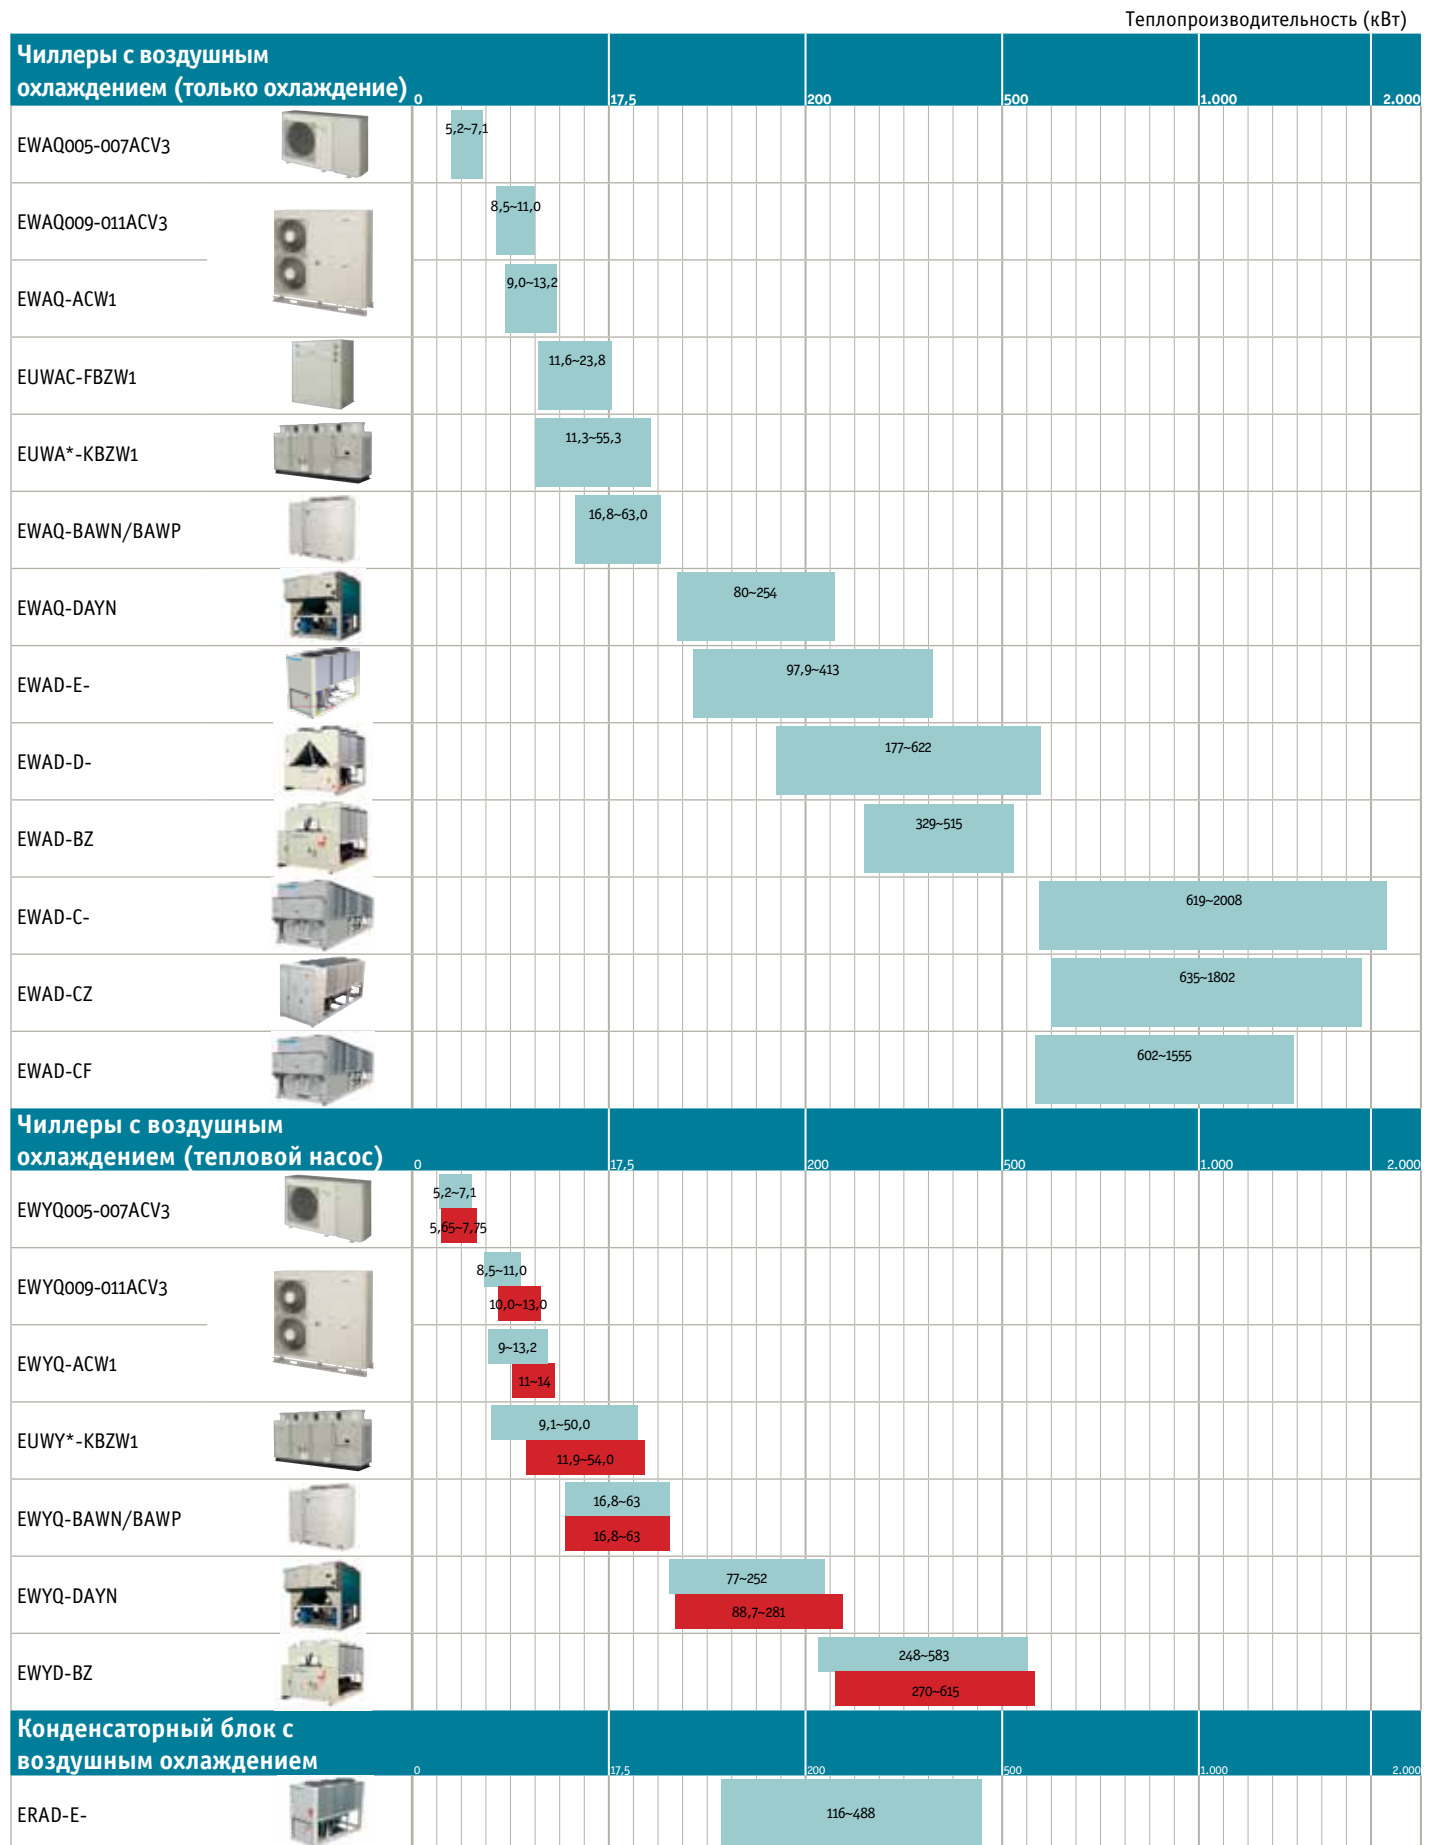 Теплопроизводительность (кВт)
Чиллеры с воздушным
охлаждением (только охлаждение)
0 17,5 200 500 1.000 2.000
EWAQ005-007ACV3 5,2~7,1
EWAQ009-011ACV3 8,5~11,0
EWAQ-ACW1 9,0~13,2
EUWAC-FBZW1 11,6~23,8
EUWA*-KBZW1 11,3~55,3
EWAQ-BAWN/BAWP 16,8~63,0
EWAQ-DAYN 80~254
EWAD-E- 97,9~413
EWAD-D- 177~622
EWAD-BZ 329~515
EWAD-C- 619~2008
EWAD-CZ 635~1802
EWAD-CF 602~1555
Чиллеры с воздушным
охлаждением (тепловой насос)
0 17,5 200 500 1.000 2.000
EWYQ005-007ACV3 5,2~7,1
5,65~7,75
EWYQ009-011ACV3 8,5~11,0
10,0~13,0
EWYQ-ACW1 9~13,2
11~14
EUWY*-KBZW1 9,1~50,0
11,9~54,0
EWYQ-BAWN/BAWP 16,8~63
16,8~63
EWYQ-DAYN 77~252
88,7~281
EWYD-BZ 248~583
270~615
Конденсаторный блок с
воздушным охлаждением
0 17,5 200 500 1.000 2.000
ERAD-E- 116~488